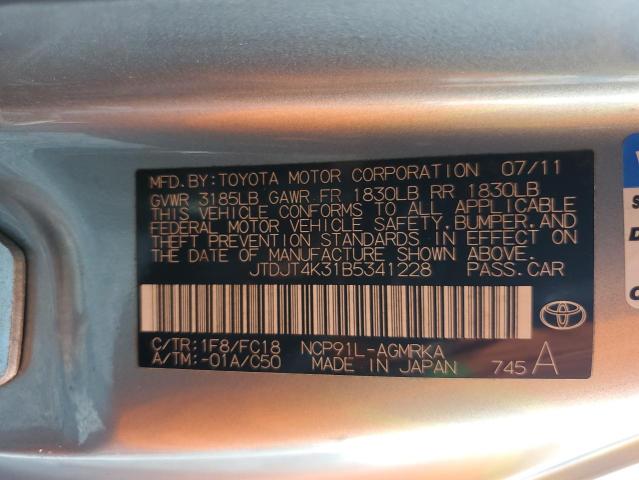 MFD. BY: TOYOTA MOTOR CORPORATION 07/11
GVWR 3185LB GAWR FR 1830LB RR 1830LB
THIS VEHICLE CONFORMS TO ALL APPLICABLE
FEDERAL MOTOR VEHICLE SAFETY, BUMPER, AND
THEFT PREVENTION STANDARDS IN EFFECT ON
THE DATE OF MANUFACTURE SHOWN ABOVE.
JTDJT4K31B5341228 PASS. CAR
C/TR: 1F8/FC18 NCP91L-AGMRKA
A/TM: -01A/C50 MADE IN JAPAN 745 A